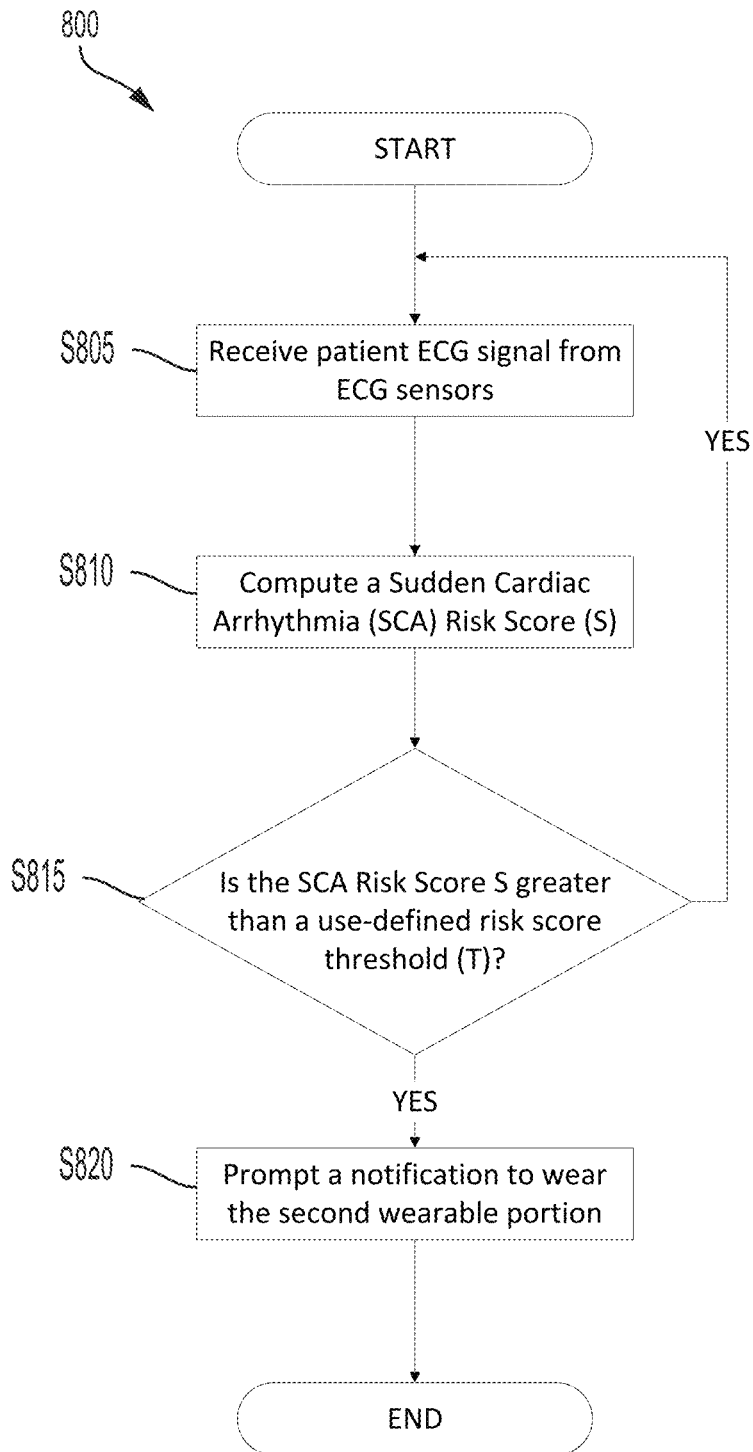 800
START
S805
Receive patient ECG signal from
ECG sensors
YES
S810
Compute a Sudden Cardiac
Arrhythmia (SCA) Risk Score (S)
S815
Is the SCA Risk Score S greater
than a use-defined risk score
threshold (T)?
YES
S820
Prompt a notification to wear
the second wearable portion
END